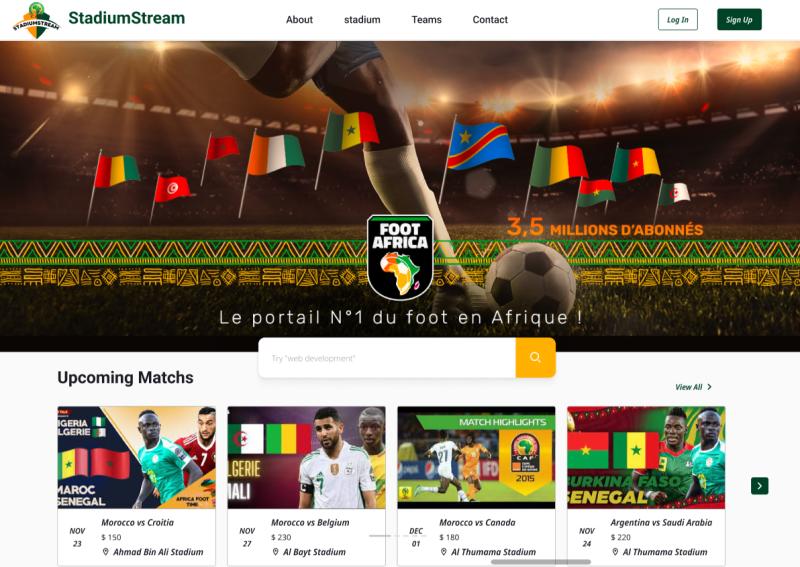 STADIUMSTREAM
StadiumStream
About
stadium
Teams
Contact
Log In
Sign Up
FOOT
AFRICA
3,5 MILLIONS D'ABONNÉS
Le portail N°1 du foot en Afrique !
Try "web development"
Upcoming Matchs
View All
IGERIA
LGERIE
MAROC
SENEGAL
AFRICA FOOT
TIME
LGERIE
MALI
MATCH HIGHLIGHTS
CAF
2015
BURKINA FASO
SENEGAL
NOV
23
Morocco vs Croitia
$ 150
Ahmad Bin Ali Stadium
NOV
27
Morocco vs Belgium
$ 230
Al Bayt Stadium
DEC
01
Morocco vs Canada
$ 180
Al Thumama Stadium
NOV
24
Argentina vs Saudi Arabia
$ 220
Al Thumama Stadium